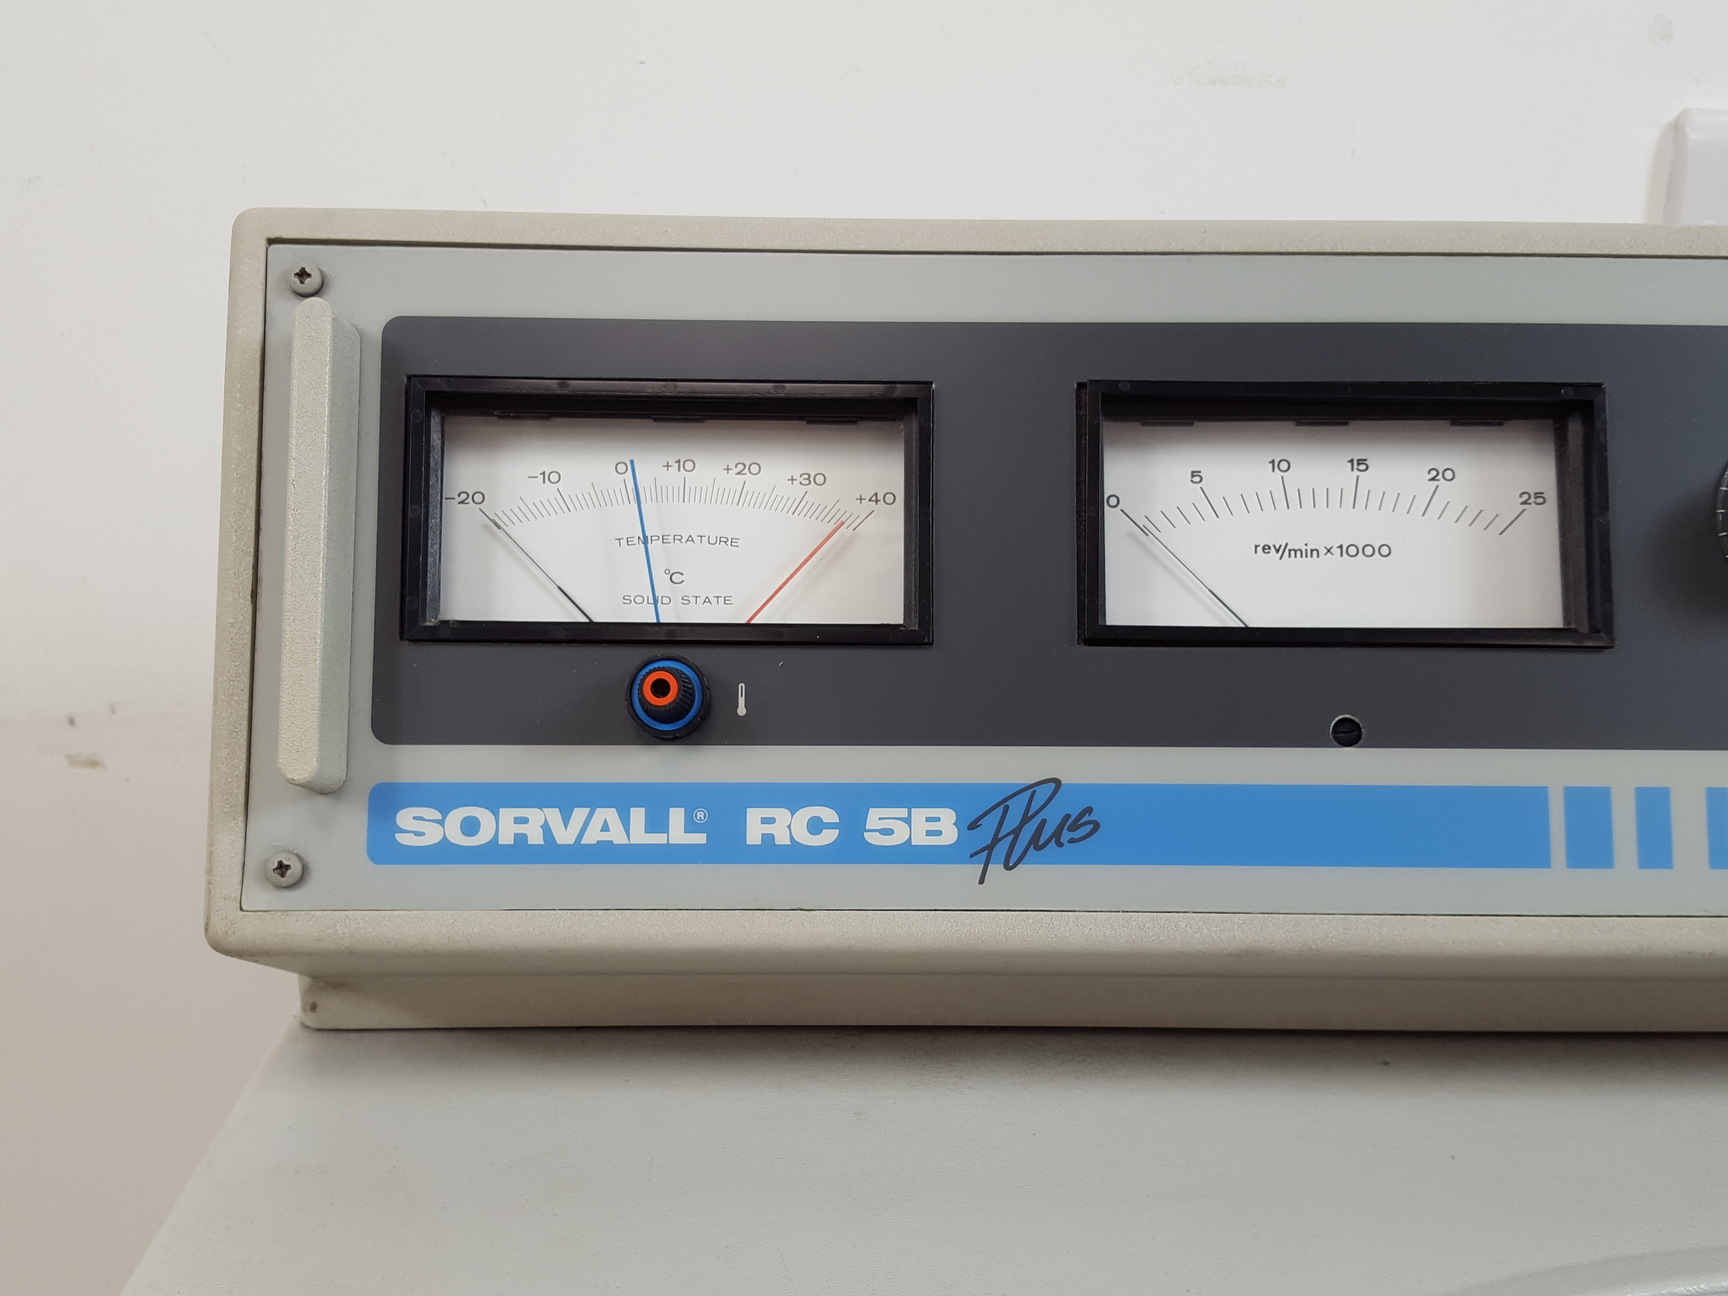 -20 -10 0 +10 +20 +30 +40
TEMPERATURE
°C
SOLID STATE
0 5 10 15 20 25
rev/min x 1000
SORVALL® RC 5B Plus